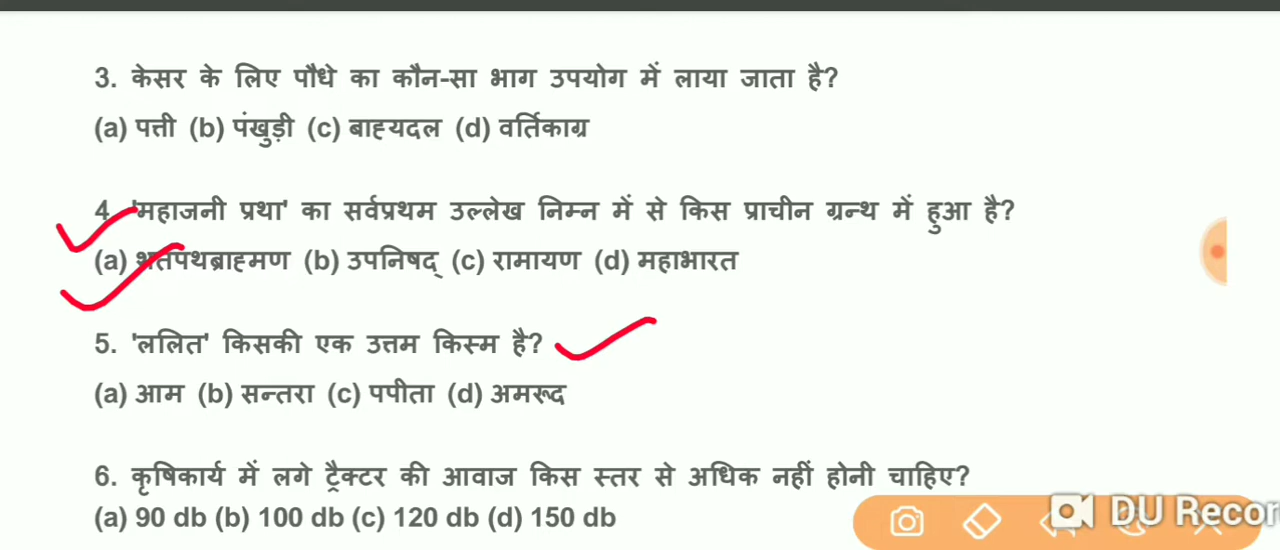 3. केसर के लिए पौधे का कौन-सा भाग उपयोग में लाया जाता है?
(a) पत्ती (b) पंखुड़ी (c) बाह्यदल (d) वर्तिकाग्र
4. 'महाजनी प्रथा' का सर्वप्रथम उल्लेख निम्न में से किस प्राचीन ग्रन्थ में हुआ है?
(a) शतपथब्राह्मण (b) उपनिषद् (c) रामायण (d) महाभारत
5. 'ललित' किसकी एक उत्तम किस्म है?
(a) आम (b) सन्तरा (c) पपीता (d) अमरूद
6. कृषिकार्य में लगे ट्रैक्टर की आवाज किस स्तर से अधिक नहीं होनी चाहिए?
(a) 90 db (b) 100 db (c) 120 db (d) 150 db
DU Recor